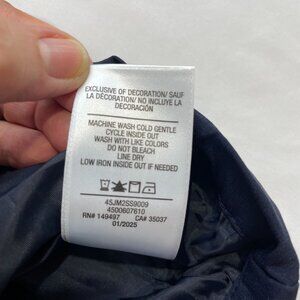 EXCLUSIVE OF DECORATION/ SAUF
LA DÉCORATION/ NO INCLUYE LA
DECORACIÓN
MACHINE WASH COLD GENTLE
CYCLE INSIDE OUT
WASH WITH LIKE COLORS
DO NOT BLEACH
LINE DRY
LOW IRON INSIDE OUT IF NEEDED
45JM2SS9009
4500607610
RN# 149497 CA# 35037
01/2025